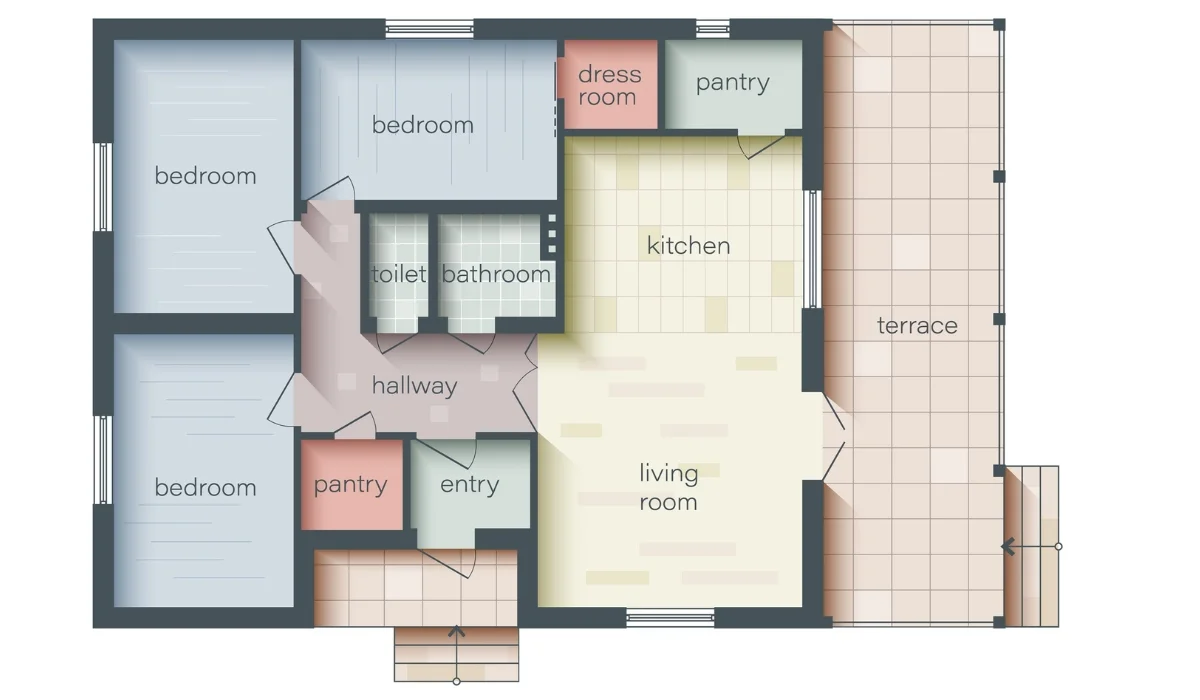 dress
room
pantry
bedroom
bedroom
kitchen
toilet
bathroom
terrace
hallway
living
room
pantry
entry
bedroom